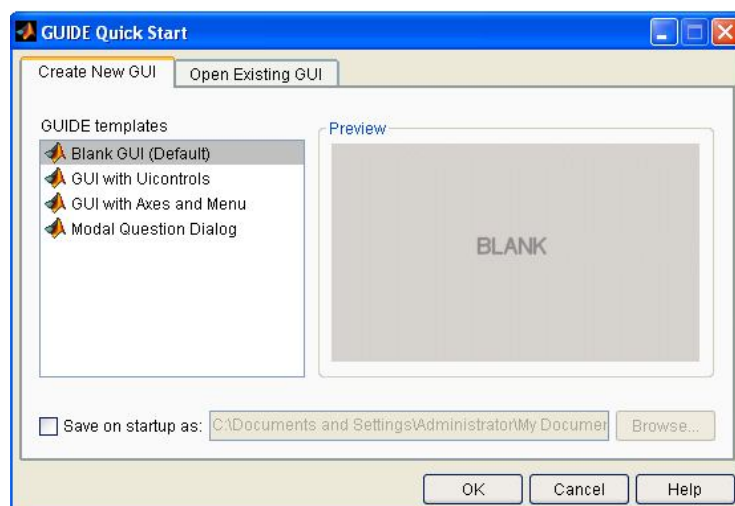 GUIDE Quick Start
Create New GUI
Open Existing GUI
GUIDE templates
Blank GUI (Default)
GUI with Uicontrols
GUI with Axes and Menu
Modal Question Dialog
Preview
BLANK
Save on startup as:
C:\Documents and Settings\Administrator\My Documer
Browse...
OK
Cancel
Help